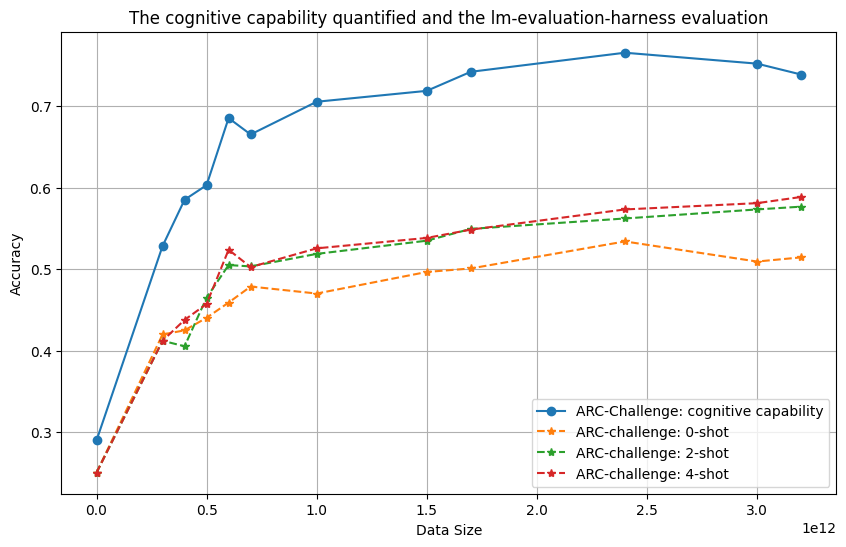 The cognitive capability quantified and the lm-evaluation-harness evaluation
Accuracy
0.7
0.6
0.5
0.4
0.3
ARC-Challenge: cognitive capability
ARC-challenge: 0-shot
ARC-challenge: 2-shot
ARC-challenge: 4-shot
0.0 0.5 1.0 1.5 2.0 2.5 3.0
1e12
Data Size